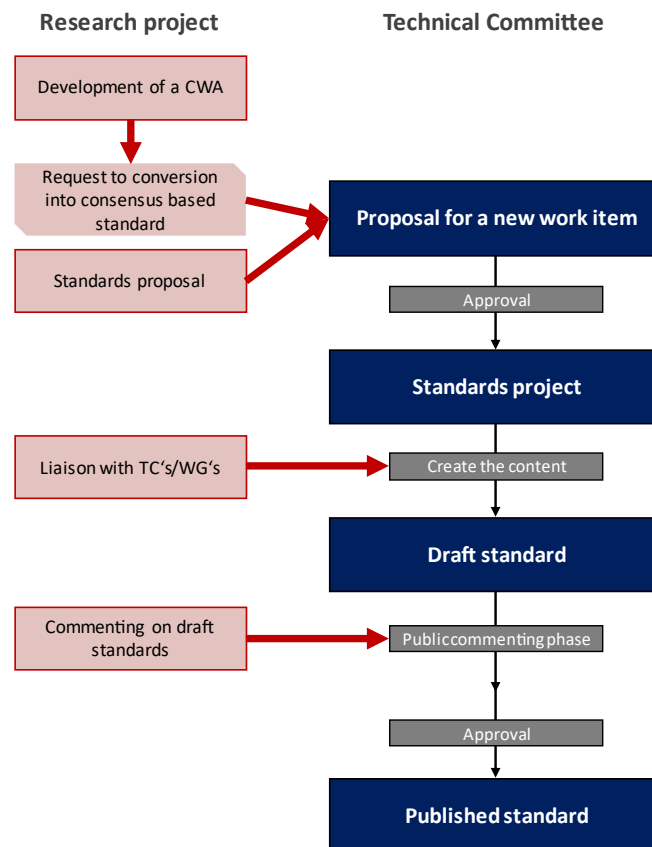 Research project
Technical Committee
Development of a CWA
Request to conversion
into consensus based
standard
Proposal for a new work item
Standards proposal
Approval
Standards project
Liaison with TC‘s/WG‘s
Create the content
Draft standard
Commenting on draft
standards
Public commenting phase
Approval
Published standard